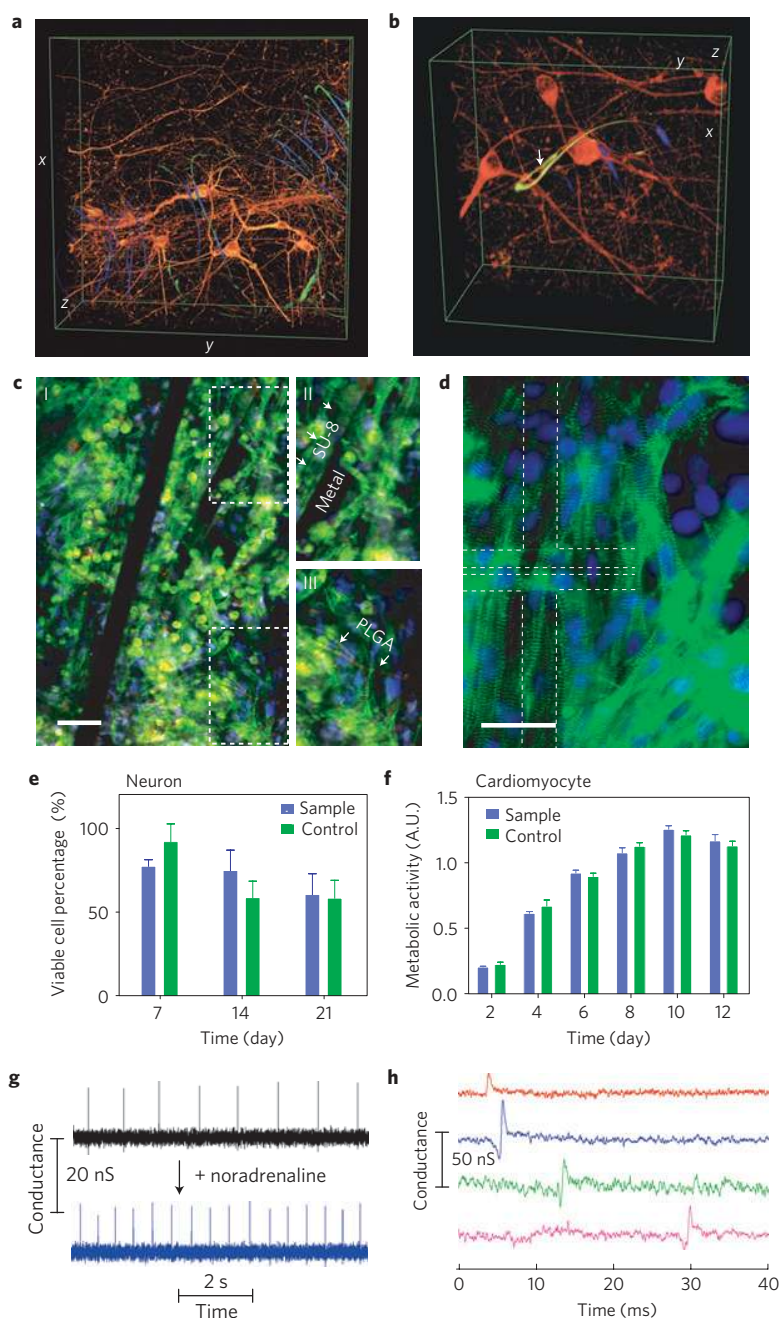 a
x
z
y
b
z
y
x
c
I
II
SU-8
Metal
III
PLGA
d
e
Neuron
Sample
Control
Viable cell percentage (%)
100
50
0
7 14 21
Time (day)
f
Cardiomyocyte
Sample
Control
Metabolic activity (A.U.)
1.5
1.0
0.5
0.0
2 4 6 8 10 12
Time (day)
g
Conductance
20 nS
+ noradrenaline
2 s
Time
h
Conductance
50 nS
0 10 20 30 40
Time (ms)